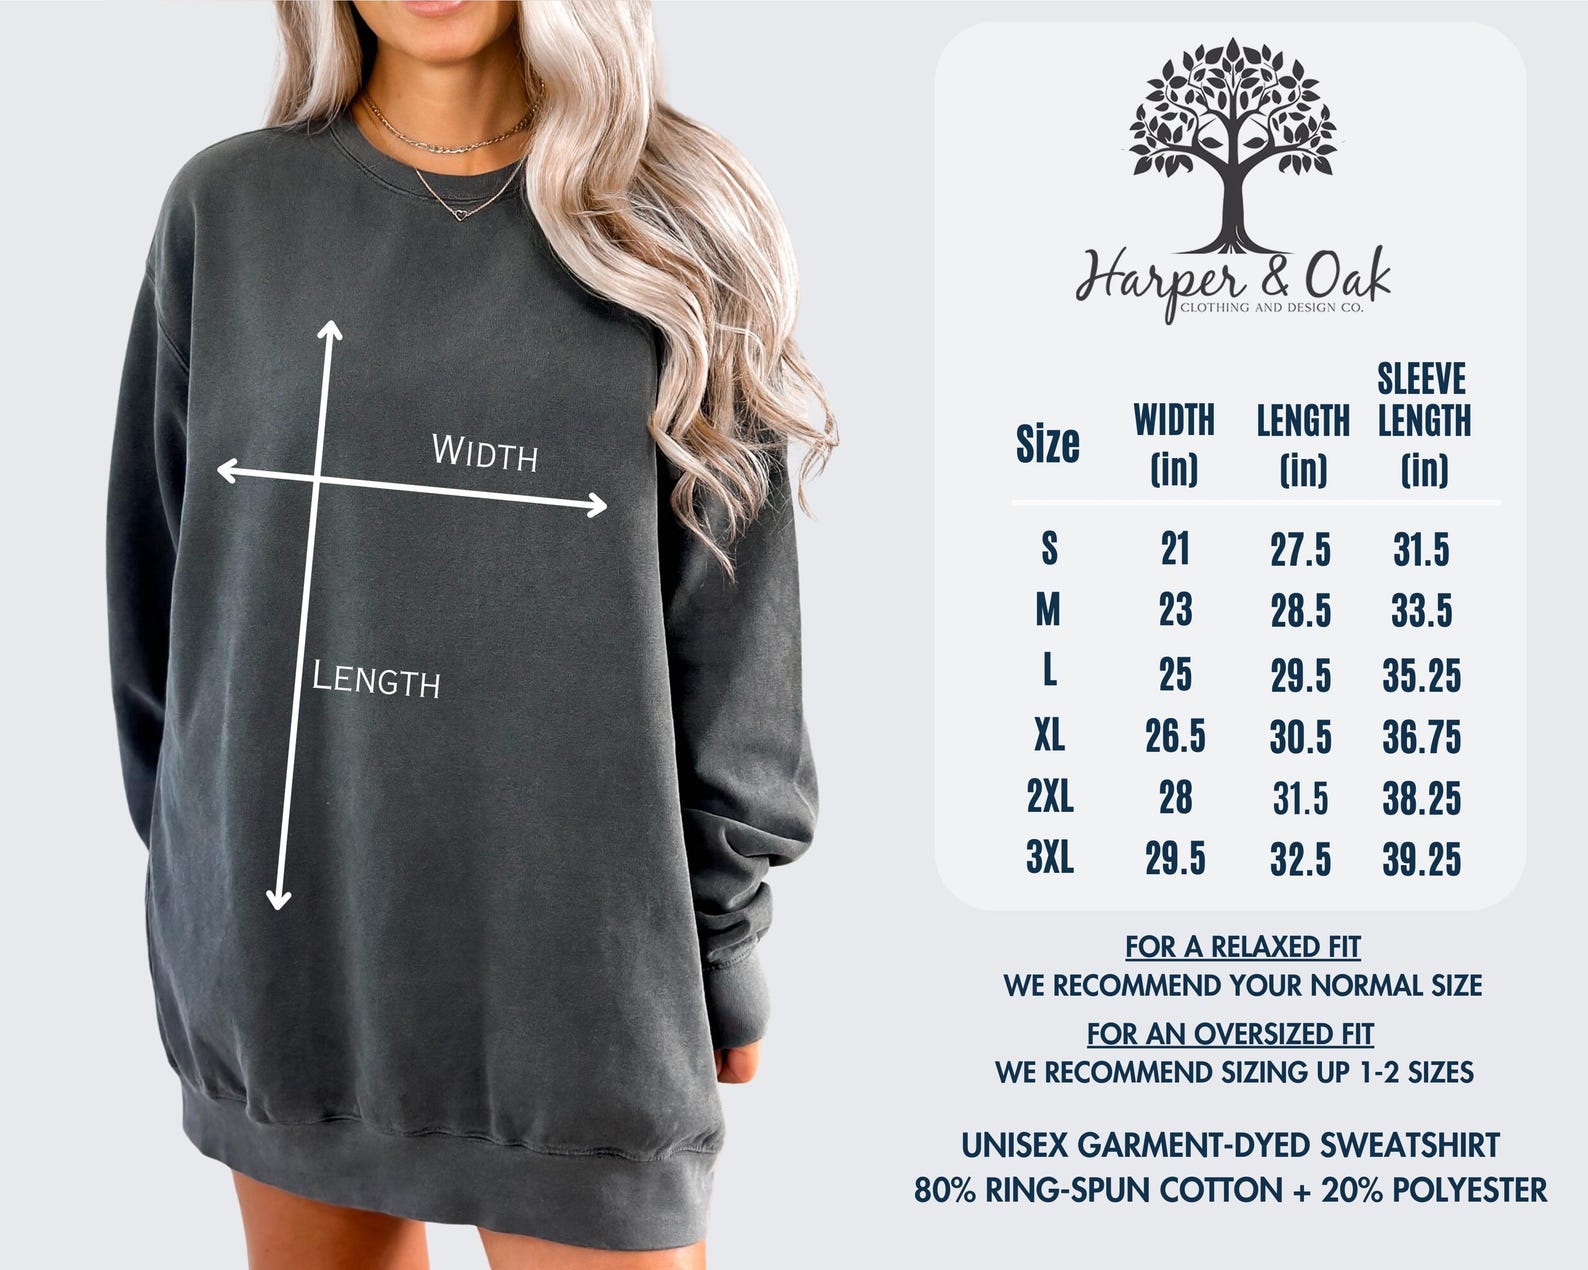 WIDTH
LENGTH
Harper & Oak
CLOTHING AND DESIGN CO.
Size WIDTH (in) LENGTH (in) SLEEVE LENGTH (in)
S 21 27.5 31.5
M 23 28.5 33.5
L 25 29.5 35.25
XL 26.5 30.5 36.75
2XL 28 31.5 38.25
3XL 29.5 32.5 39.25
FOR A RELAXED FIT
WE RECOMMEND YOUR NORMAL SIZE
FOR AN OVERSIZED FIT
WE RECOMMEND SIZING UP 1-2 SIZES
UNISEX GARMENT-DYED SWEATSHIRT
80% RING-SPUN COTTON + 20% POLYESTER